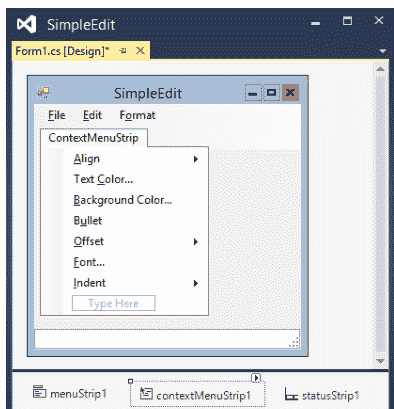 SimpleEdit
Form1.cs [Design]*
SimpleEdit
File Edit Format
ContextMenuStrip
Align
Text Color...
Background Color...
Bullet
Offset
Font...
Indent
Type Here
menuStrip1 contextMenuStrip1 statusStrip1